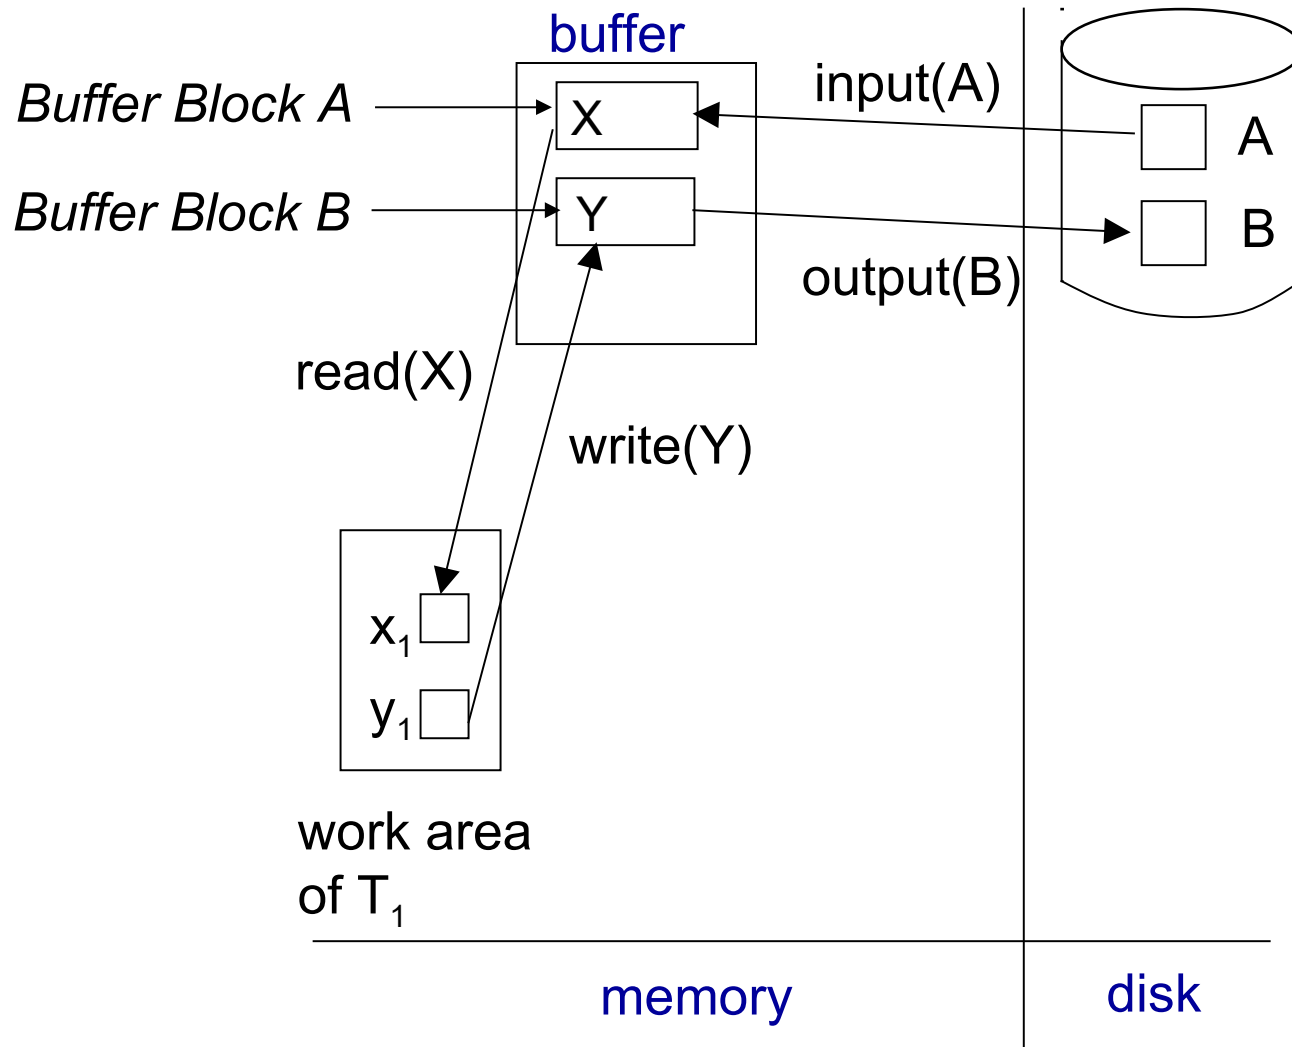 buffer
Buffer Block A
X
input(A)
A
Buffer Block B
Y
B
output(B)
read(X)
write(Y)
x₁
y₁
work area
of T₁
memory
disk